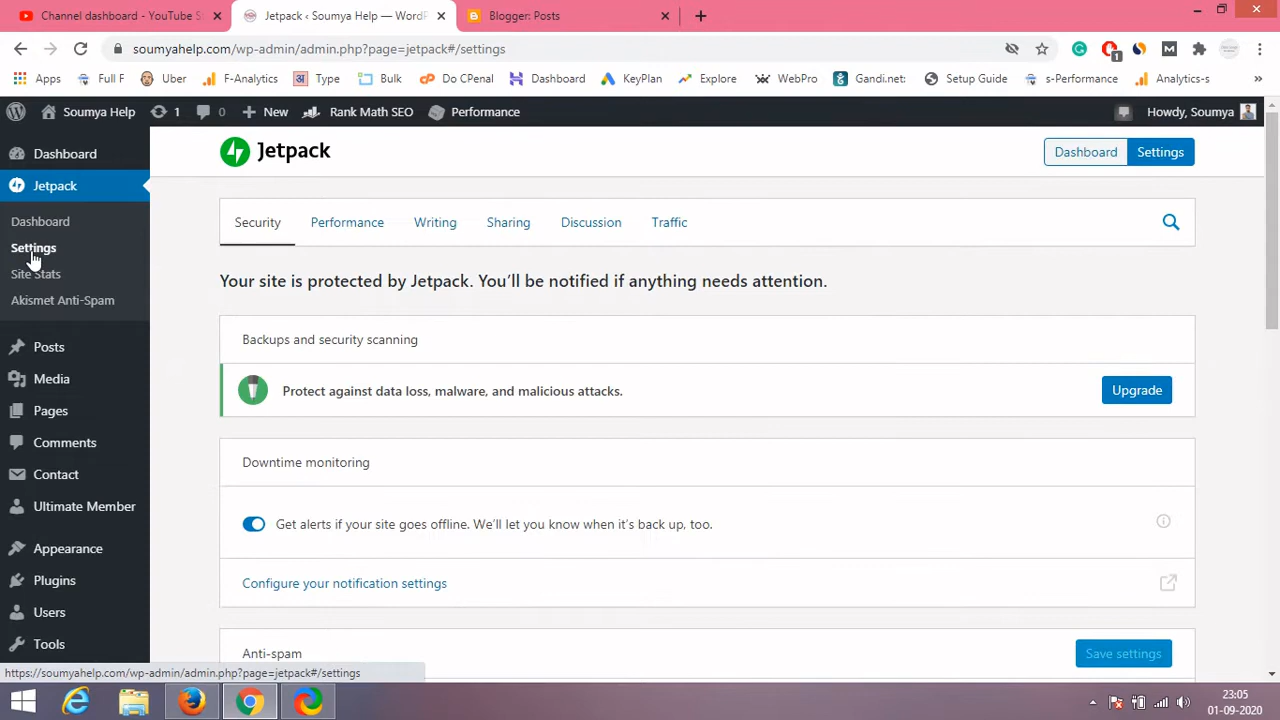 Channel dashboard - YouTube S
Jetpack ‹ Soumya Help — WordP
Blogger: Posts
soumyahelp.com/wp-admin/admin.php?page=jetpack#/settings
Apps
Full F
Uber
F-Analytics
Type
Bulk
Do.CPenal
Dashboard
KeyPlan
Explore
WebPro
Gandi.net:
Setup Guide
s-Performance
Analytics-s
»
Soumya Help
1
0
New
Rank Math SEO
Performance
Howdy, Soumya
Dashboard
Jetpack
Dashboard
Settings
Site Stats
Akismet Anti-Spam
Posts
Media
Pages
Comments
Contact
Ultimate Member
Appearance
Plugins
Users
Tools
Jetpack
Dashboard
Settings
Security
Performance
Writing
Sharing
Discussion
Traffic
Your site is protected by Jetpack. You’ll be notified if anything needs attention.
Backups and security scanning
Protect against data loss, malware, and malicious attacks.
Upgrade
Downtime monitoring
Get alerts if your site goes offline. We’ll let you know when it’s back up, too.
Configure your notification settings
Anti-spam
Save settings
https://soumyahelp.com/wp-admin/admin.php?page=jetpack#/settings
23:05
01-09-2020